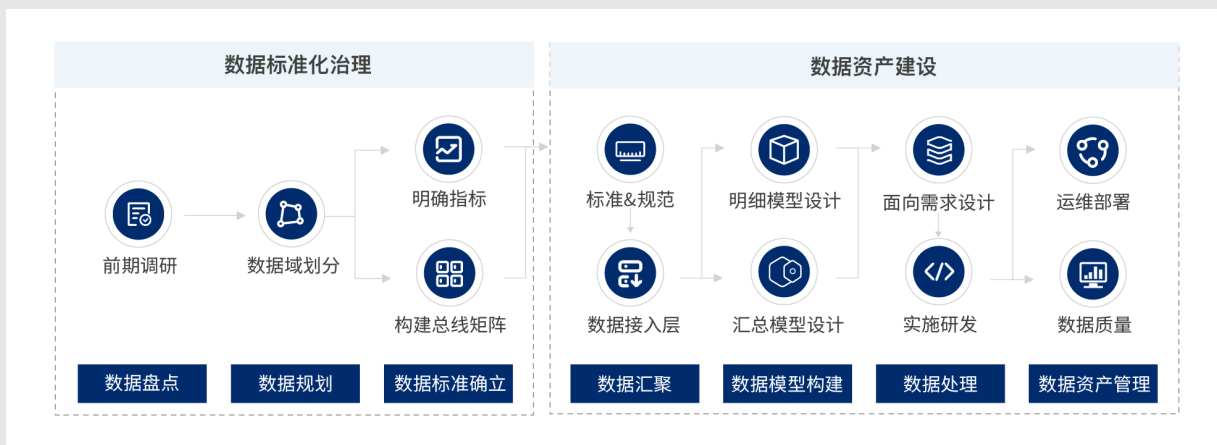 数据标准化治理
数据资产建设
前期调研
数据域划分
明确指标
构建总线矩阵
标准&规范
数据接入层
明细模型设计
汇总模型设计
面向需求设计
实施研发
运维部署
数据质量
数据盘点
数据规划
数据标准确立
数据汇聚
数据模型构建
数据处理
数据资产管理